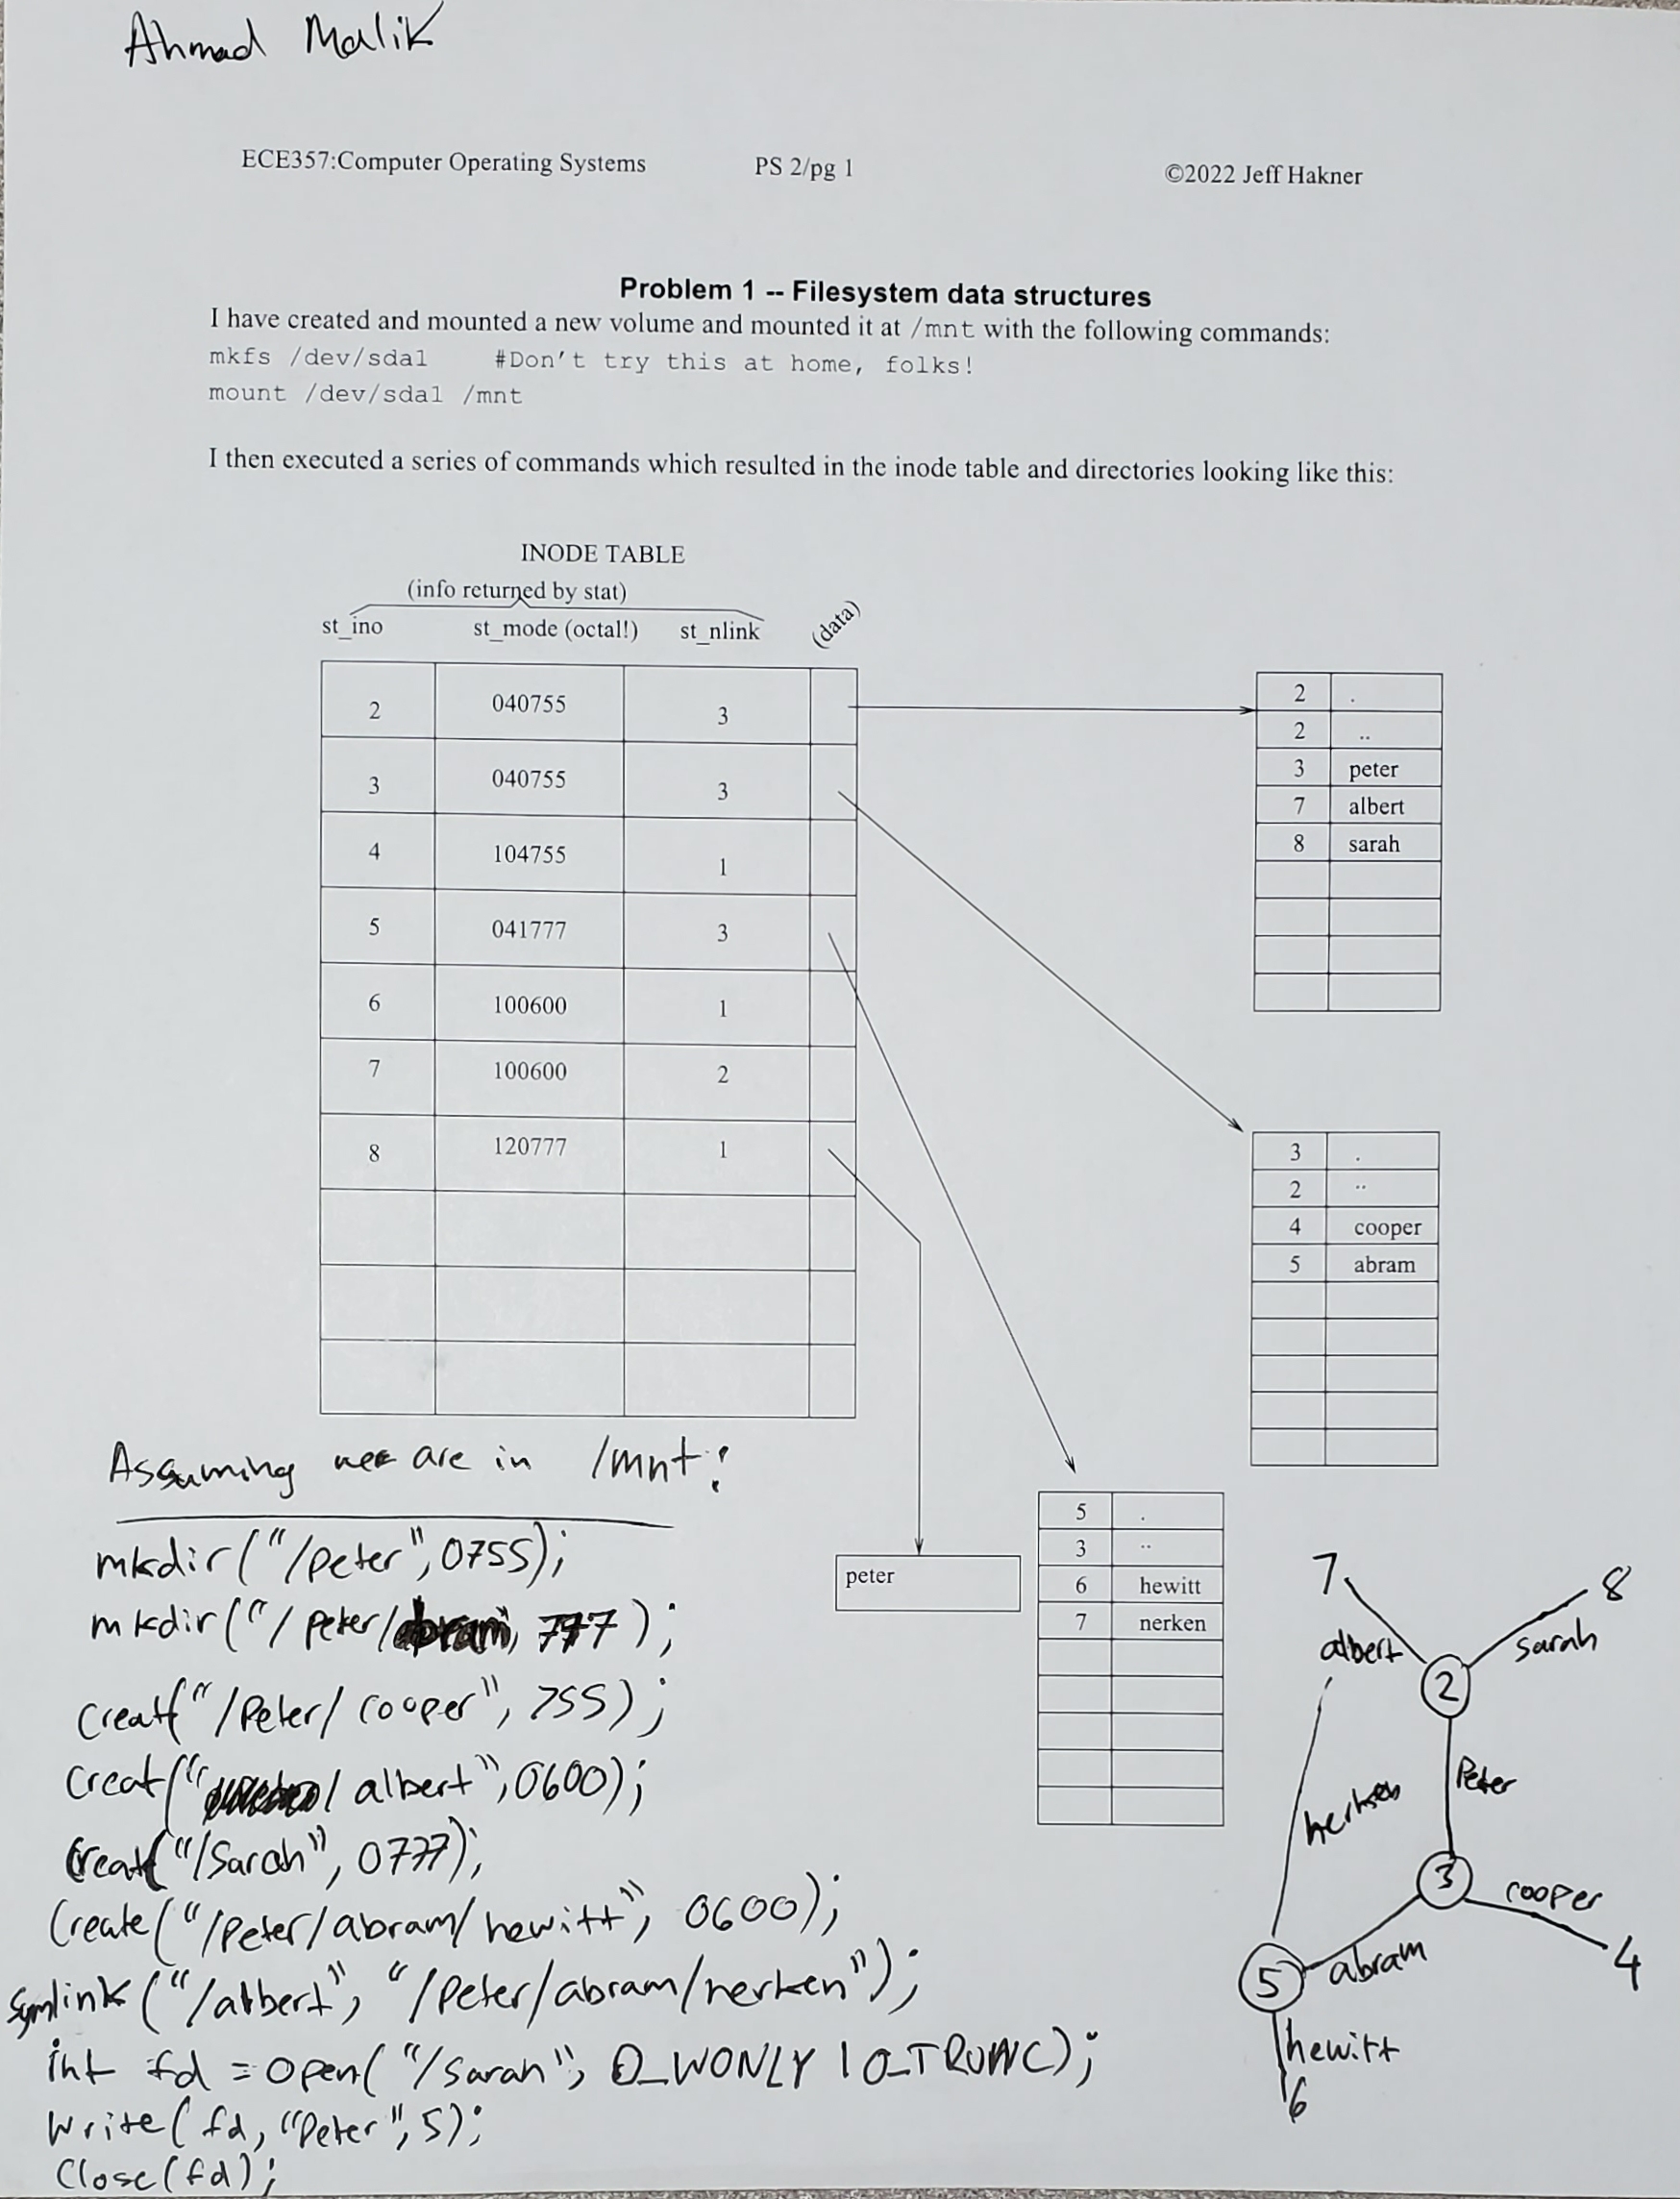 Ahmad Malik
ECE357:Computer Operating Systems PS 2/pg 1 ©2022 Jeff Hakner
Problem 1 -- Filesystem data structures
I have created and mounted a new volume and mounted it at /mnt with the following commands:
mkfs /dev/sda1 #Don't try this at home, folks!
mount /dev/sda1 /mnt
I then executed a series of commands which resulted in the inode table and directories looking like this:
INODE TABLE
(info returned by stat)
st_ino st_mode (octal!) st_nlink (data)
2 040755 3
3 040755 3
4 104755 1
5 041777 3
6 100600 1
7 100600 2
8 120777 1
2 .
2 ..
3 peter
7 albert
8 sarah
3 .
2 ..
4 cooper
5 abram
5 .
3 ..
6 hewitt
7 nerken
peter
Assuming we are in /mnt:
mkdir("/peter", 0755);
mkdir("/peter/abram", 777);
creat("/Peter/cooper", 755);
creat("/albert", 0600);
creat("/Sarah", 0777);
Create("/Peter/abram/hewitt", 0600);
Symlink("/albert", "/Peter/abram/nerken");
int fd = open("/Sarah", O_WONLY | O_TRUNC);
Write(fd, "Peter", 5);
Close(fd);
7 8
albert sarah
2
Peter
nerken
3
cooper
abram
4
5
hewitt
6